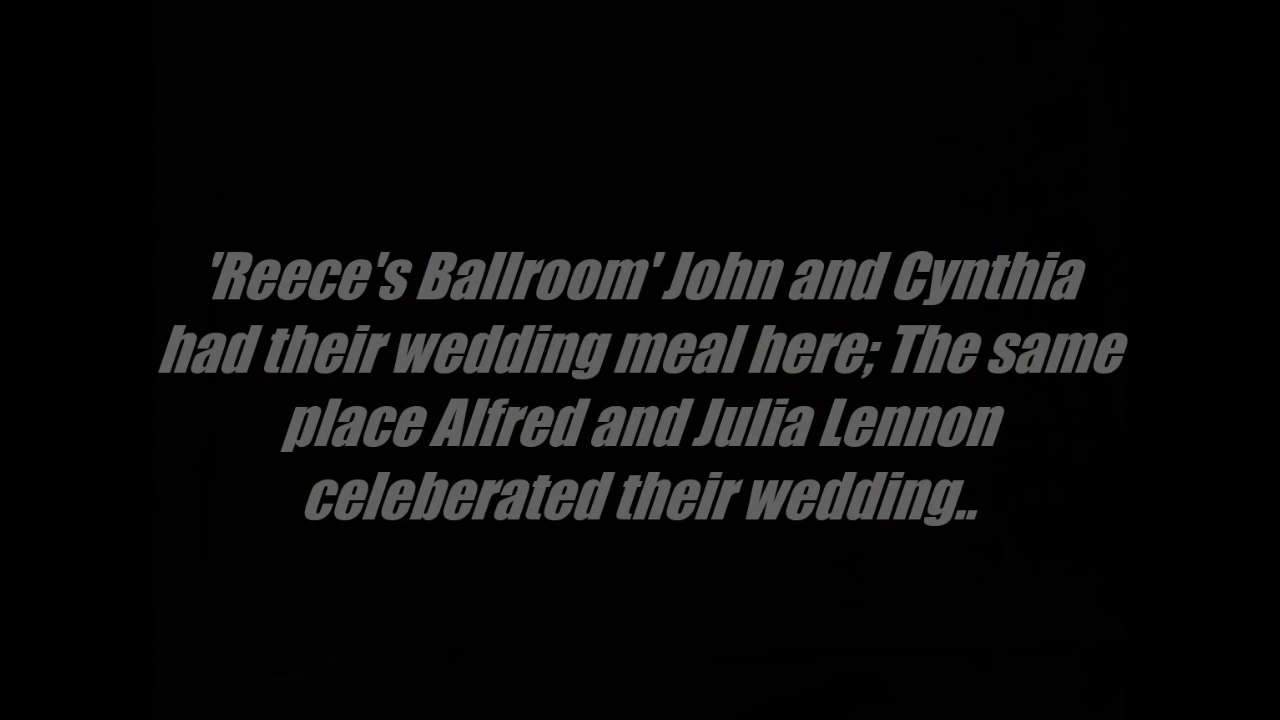 'Reece's Ballroom' John and Cynthia
had their wedding meal here; The same
place Alfred and Julia Lennon
celeberated their wedding..